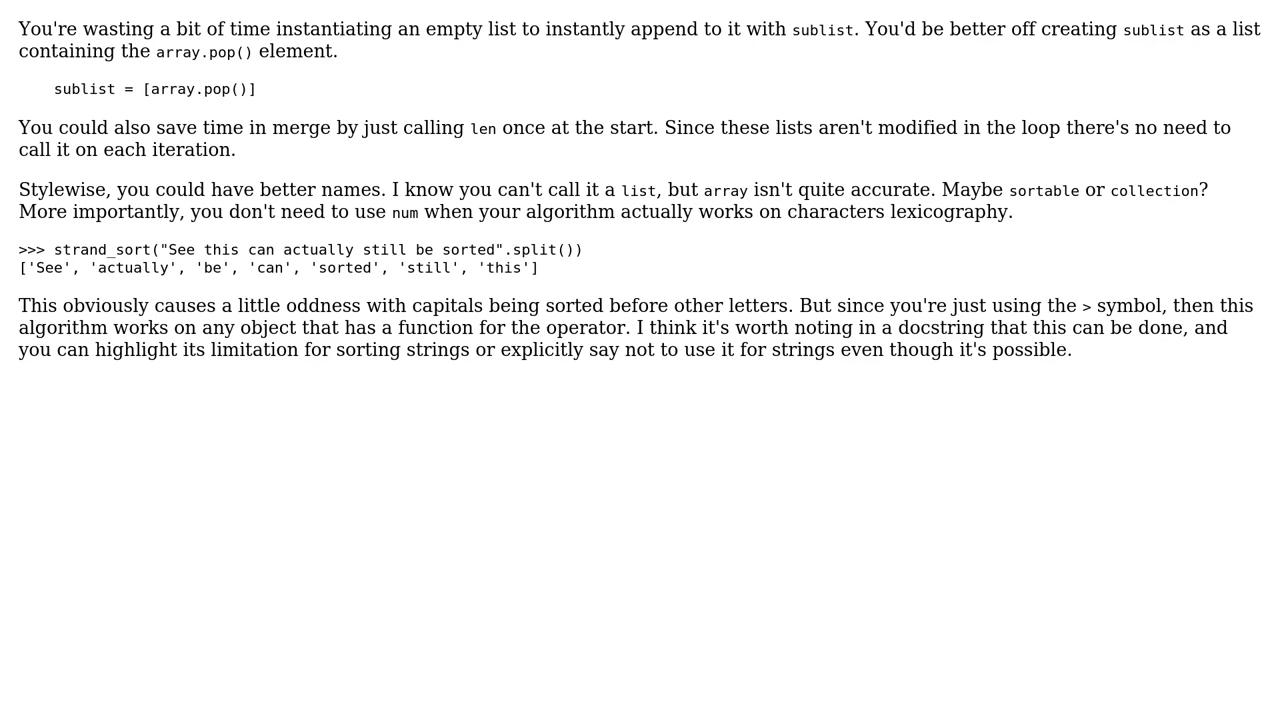 You're wasting a bit of time instantiating an empty list to instantly append to it with sublist. You'd be better off creating sublist as a list
containing the array.pop() element.
sublist = [array.pop()]
You could also save time in merge by just calling len once at the start. Since these lists aren't modified in the loop there's no need to
call it on each iteration.
Stylewise, you could have better names. I know you can't call it a list, but array isn't quite accurate. Maybe sortable or collection?
More importantly, you don't need to use num when your algorithm actually works on characters lexicography.
>>> strand_sort("See this can actually still be sorted".split())
['See', 'actually', 'be', 'can', 'sorted', 'still', 'this']
This obviously causes a little oddness with capitals being sorted before other letters. But since you're just using the > symbol, then this
algorithm works on any object that has a function for the operator. I think it's worth noting in a docstring that this can be done, and
you can highlight its limitation for sorting strings or explicitly say not to use it for strings even though it's possible.